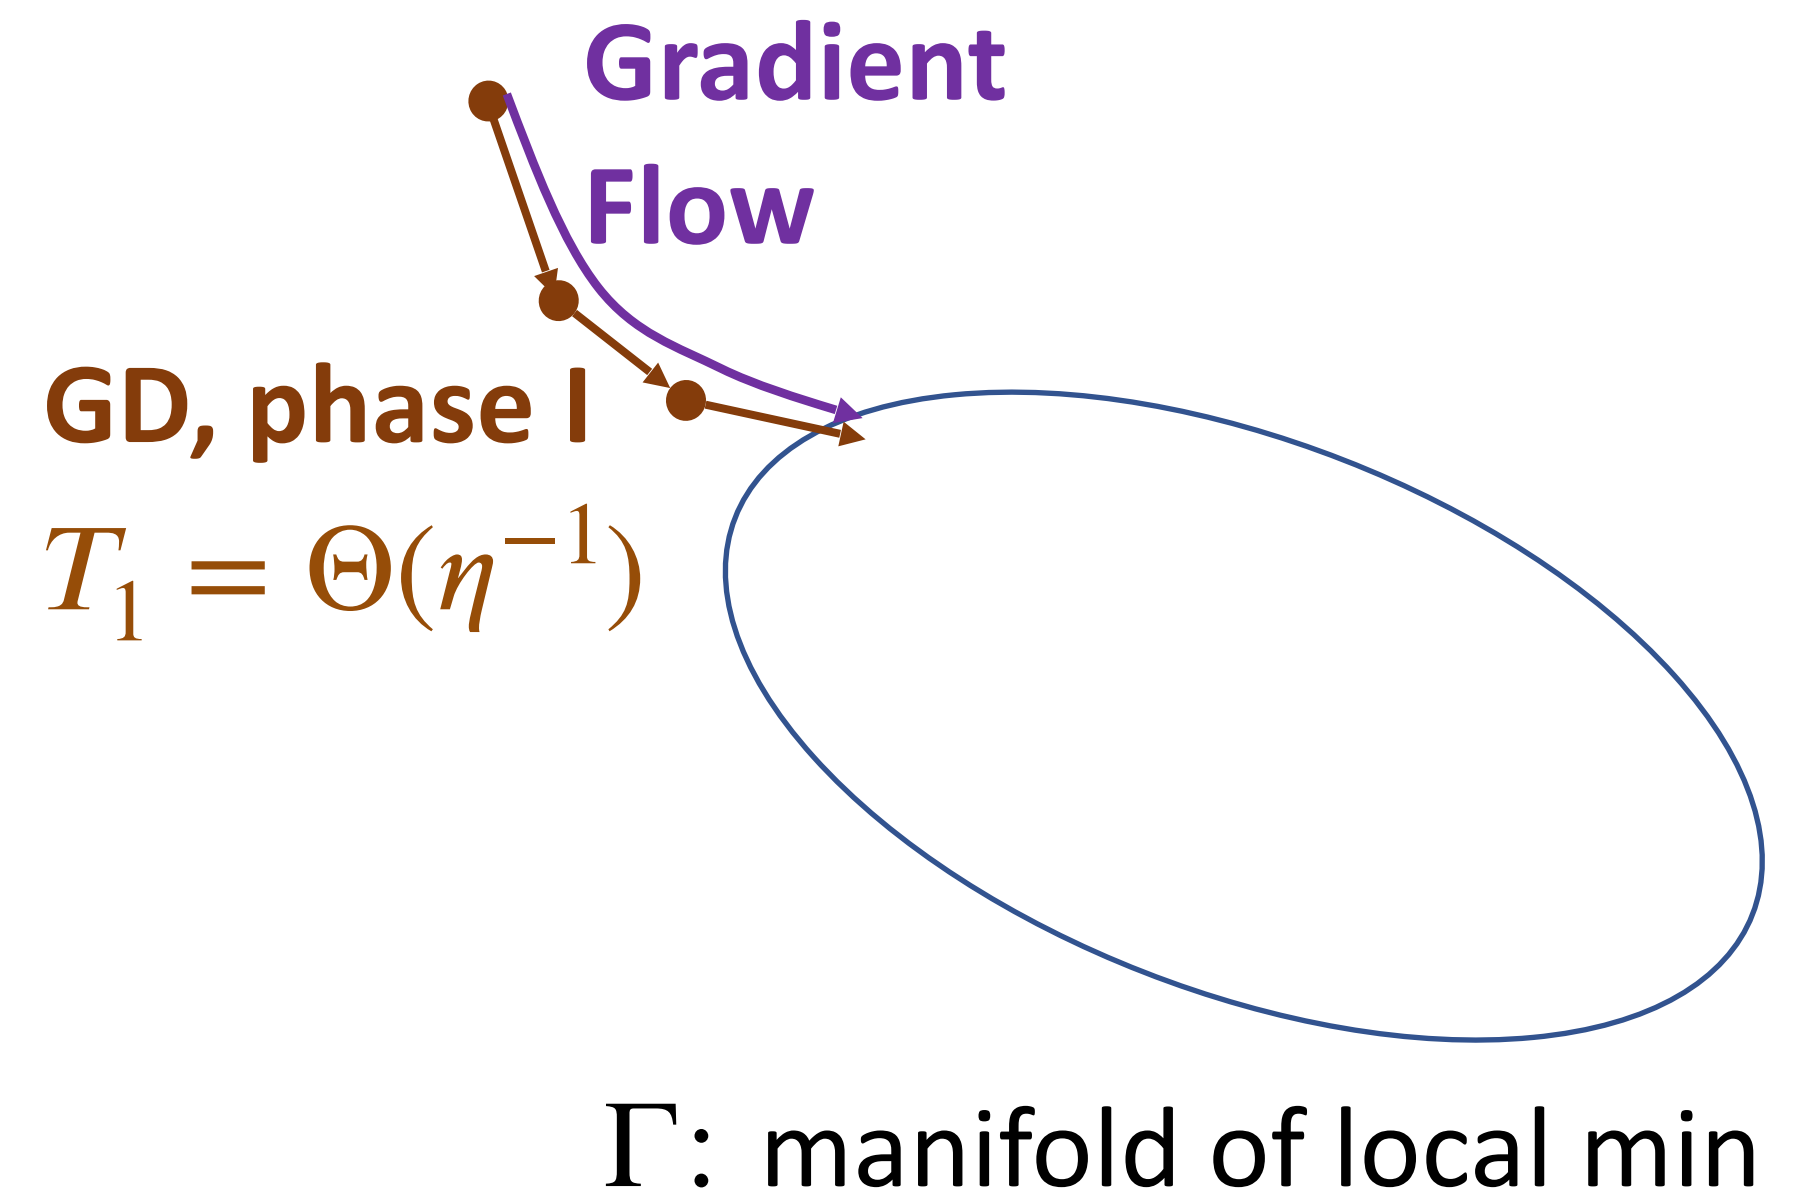 Gradient
Flow
GD, phase I
T₁ = Θ(η⁻¹)
Γ: manifold of local min